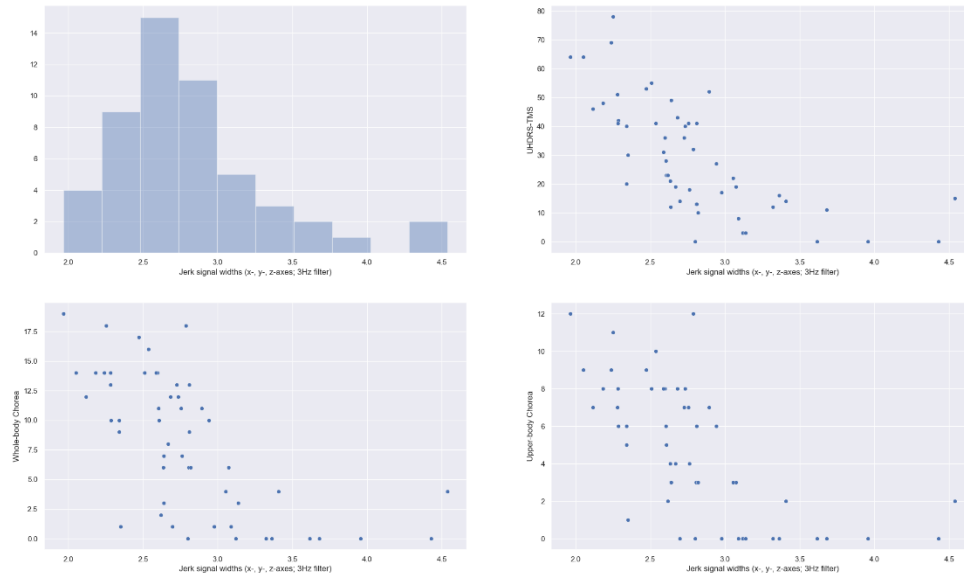 14
12
10
8
6
4
2
0
2.0 2.5 3.0 3.5 4.0 4.5
Jerk signal widths (x-, y-, z-axes; 3Hz filter)
80
70
60
50
40
30
20
10
0
UHDRS-TMS
2.0 2.5 3.0 3.5 4.0 4.5
Jerk signal widths (x-, y-, z-axes; 3Hz filter)
17.5
15.0
12.5
10.0
7.5
5.0
2.5
0.0
Whole-body Chorea
2.0 2.5 3.0 3.5 4.0 4.5
Jerk signal widths (x-, y-, z-axes; 3Hz filter)
12
10
8
6
4
2
0
Upper-body Chorea
2.0 2.5 3.0 3.5 4.0 4.5
Jerk signal widths (x-, y-, z-axes; 3Hz filter)